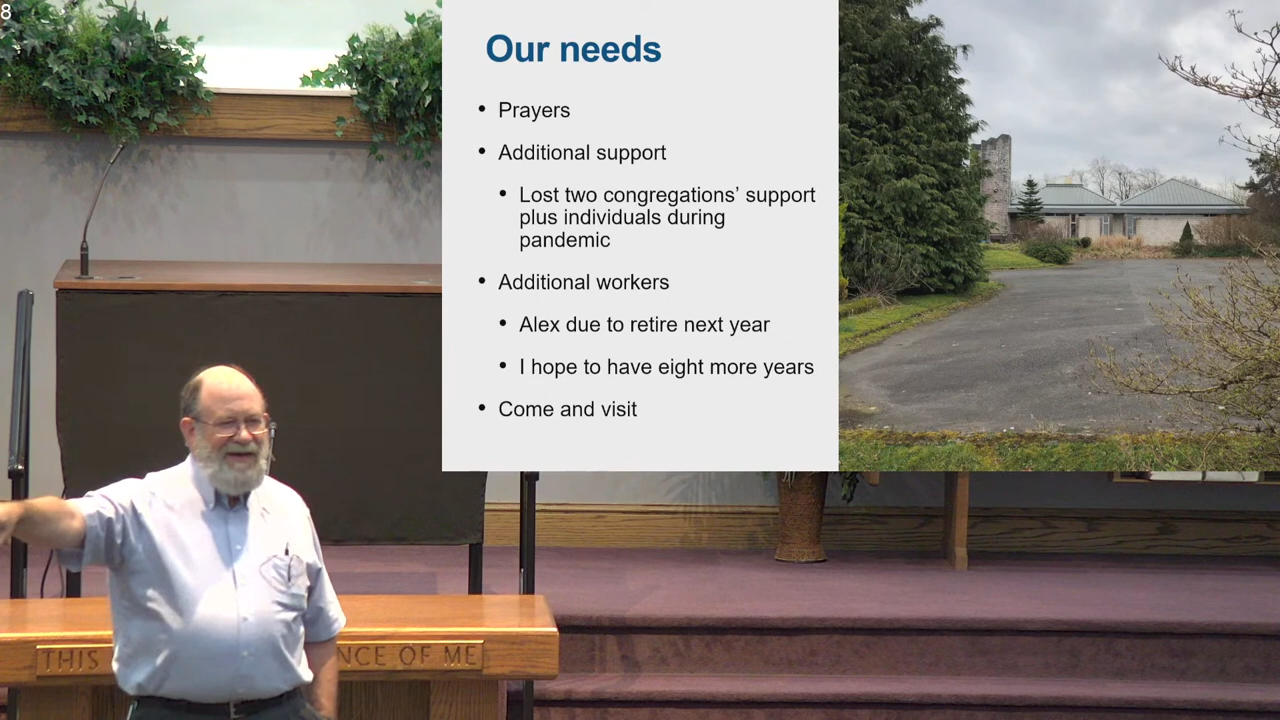 8
Our needs
• Prayers
• Additional support
• Lost two congregations’ support
plus individuals during
pandemic
• Additional workers
• Alex due to retire next year
• I hope to have eight more years
• Come and visit
THIS NCE OF ME